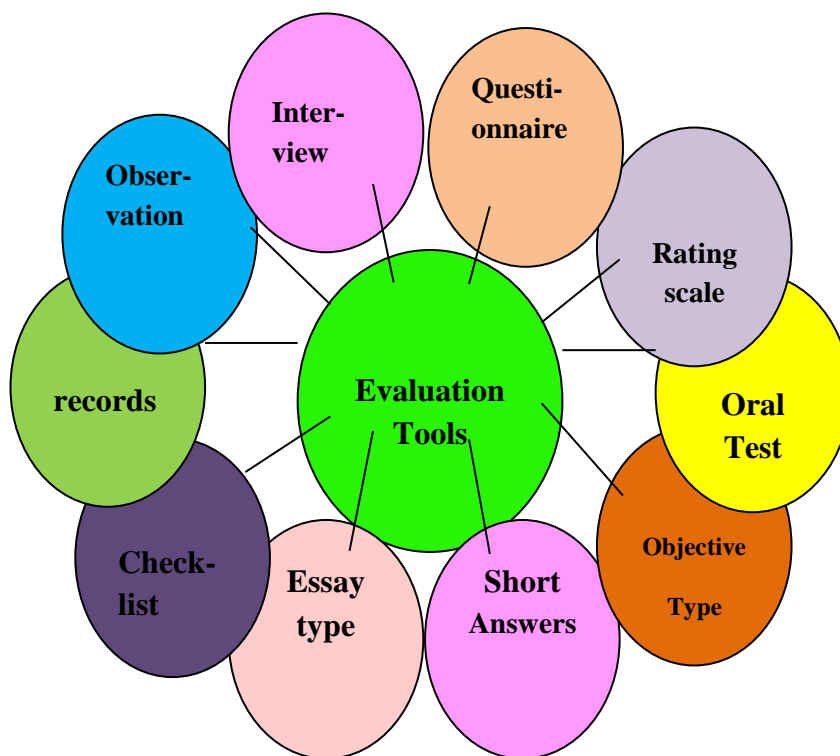 Inter-
view
Questi-
onnaire
Obser-
vation
Rating
scale
records
Evaluation
Tools
Oral
Test
Check-
list
Essay
type
Short
Answers
Objective
Type